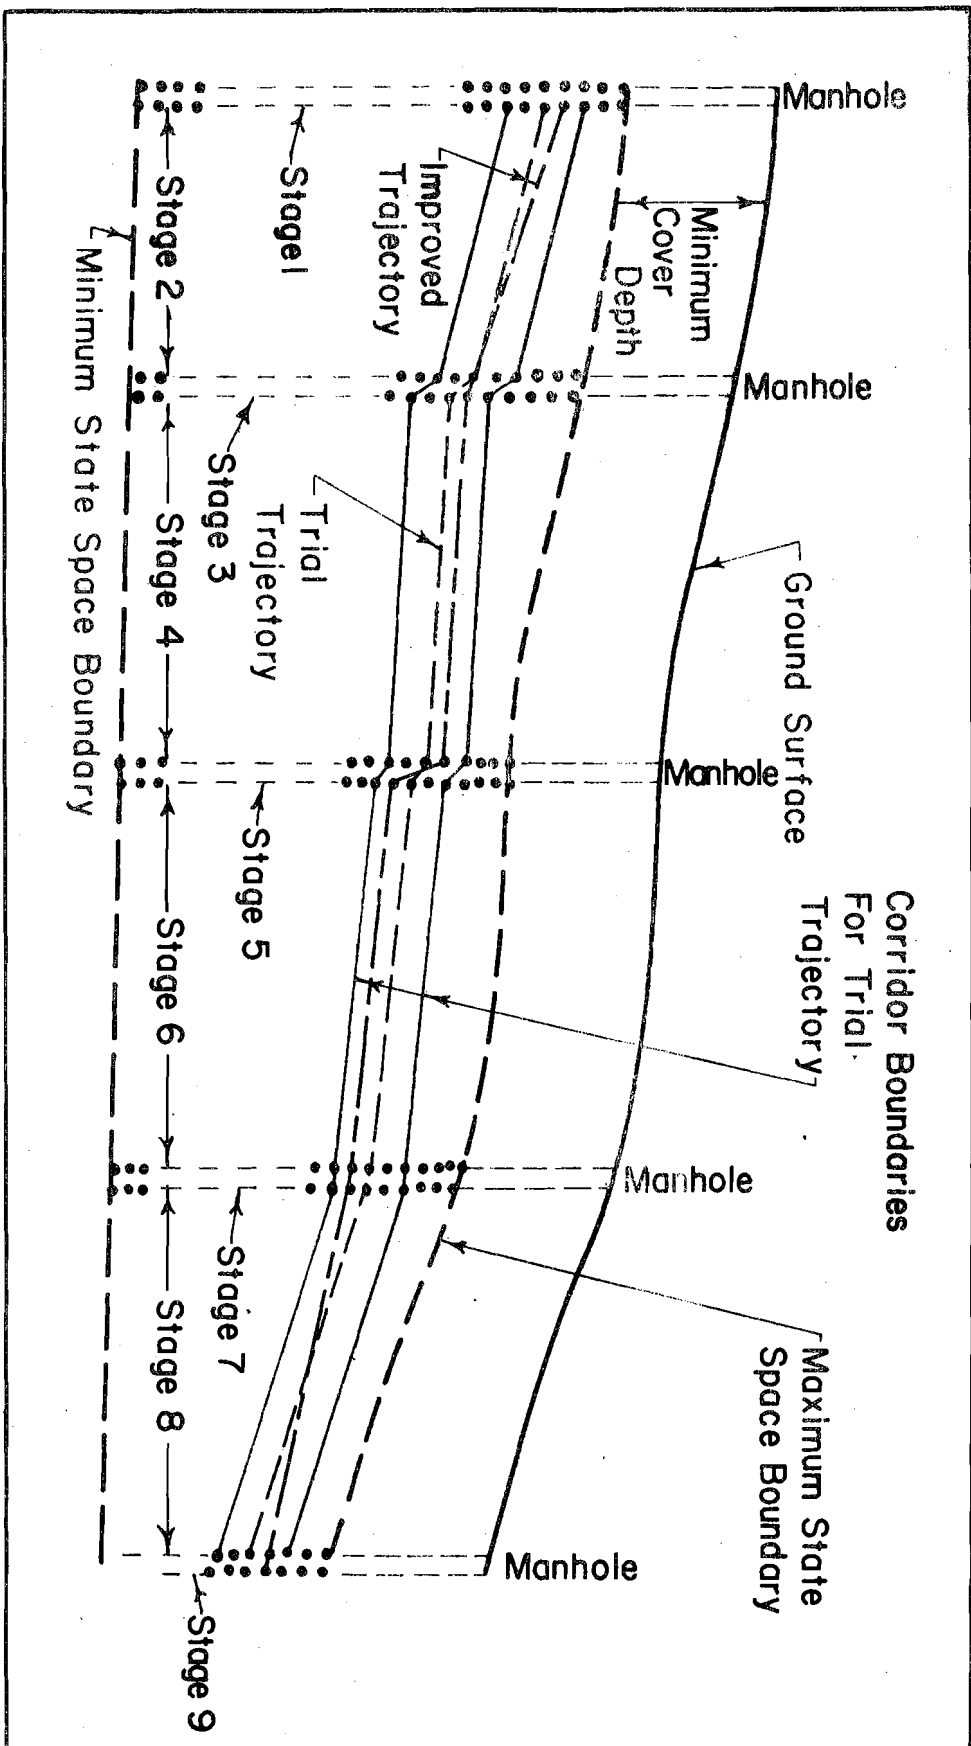 Manhole
Manhole
Manhole
Manhole
Manhole
Minimum
Cover
Depth
Ground Surface
Corridor Boundaries
For Trial
Trajectory
Maximum State
Space Boundary
Improved
Trajectory
Trial
Trajectory
Stage 1
Stage 2
Stage 3
Stage 4
Stage 5
Stage 6
Stage 7
Stage 8
Stage 9
Minimum State Space Boundary